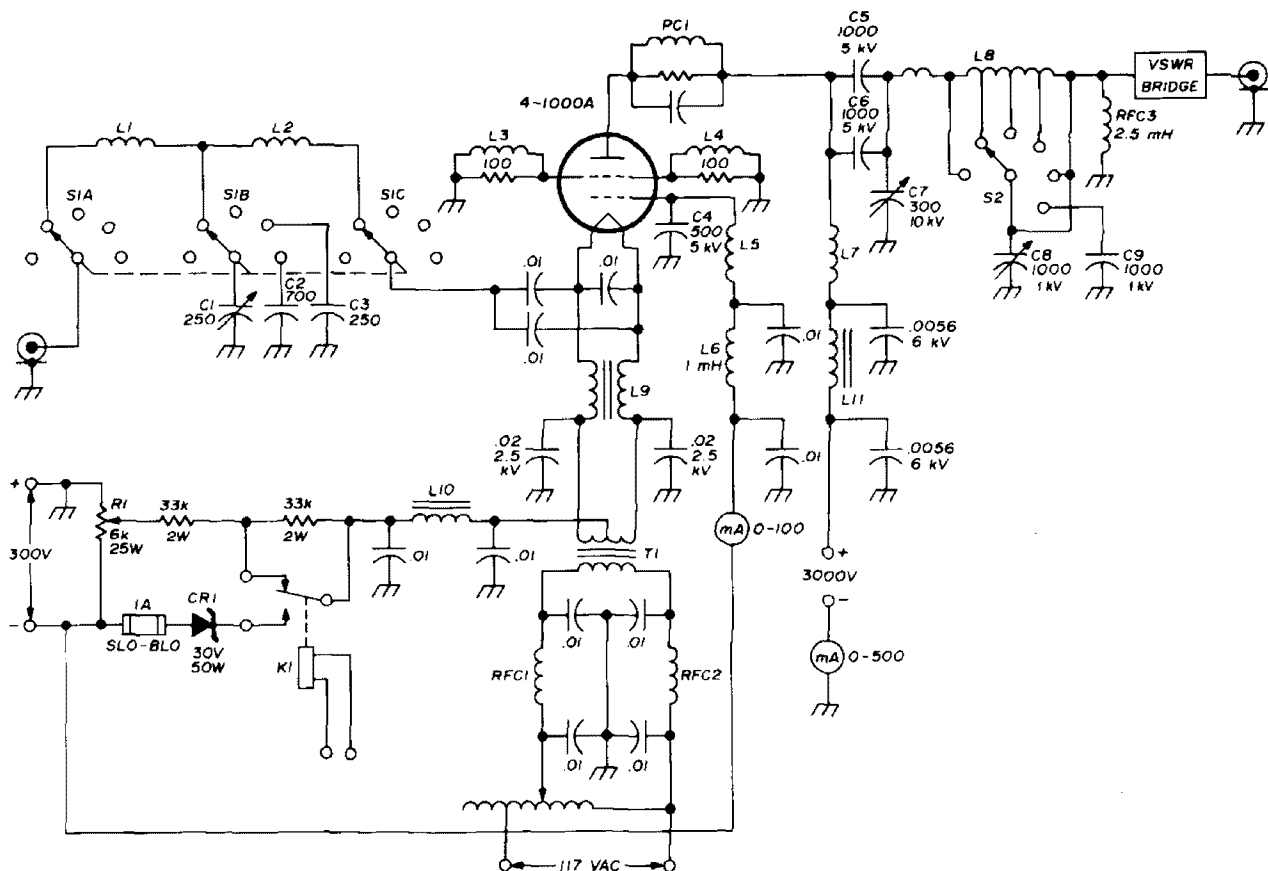 PC1
C5
1000
5 kV
L8
VSWR
BRIDGE
4-1000A
C6
1000
5 kV
RFC3
2.5 mH
L1
L2
L3
100
L4
100
S1A
S1B
S1C
S2
C7
300
10 kV
C4
500
5 kV
L5
L7
C8
1000
1 kV
C9
1000
1 kV
.01
.01
C1
250
C2
700
C3
250
.01
L6
1 mH
.01
.0056
6 kV
L9
L11
.02
2.5
kV
.02
2.5
kV
.01
.0056
6 kV
+
R1
6k
25W
33k
2W
33k
2W
L10
300V
.01
.01
T1
mA 0-100
+
3000V
-
-
1A
SLO-BLO
CR1
30V
50W
K1
.01
.01
mA 0-500
RFC1
RFC2
.01
.01
117 VAC